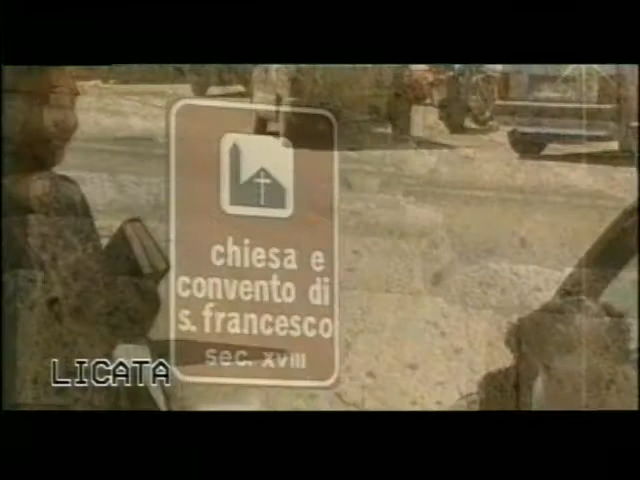 chiesa e
convento di
s. francesco
sec. xviii
LICATA